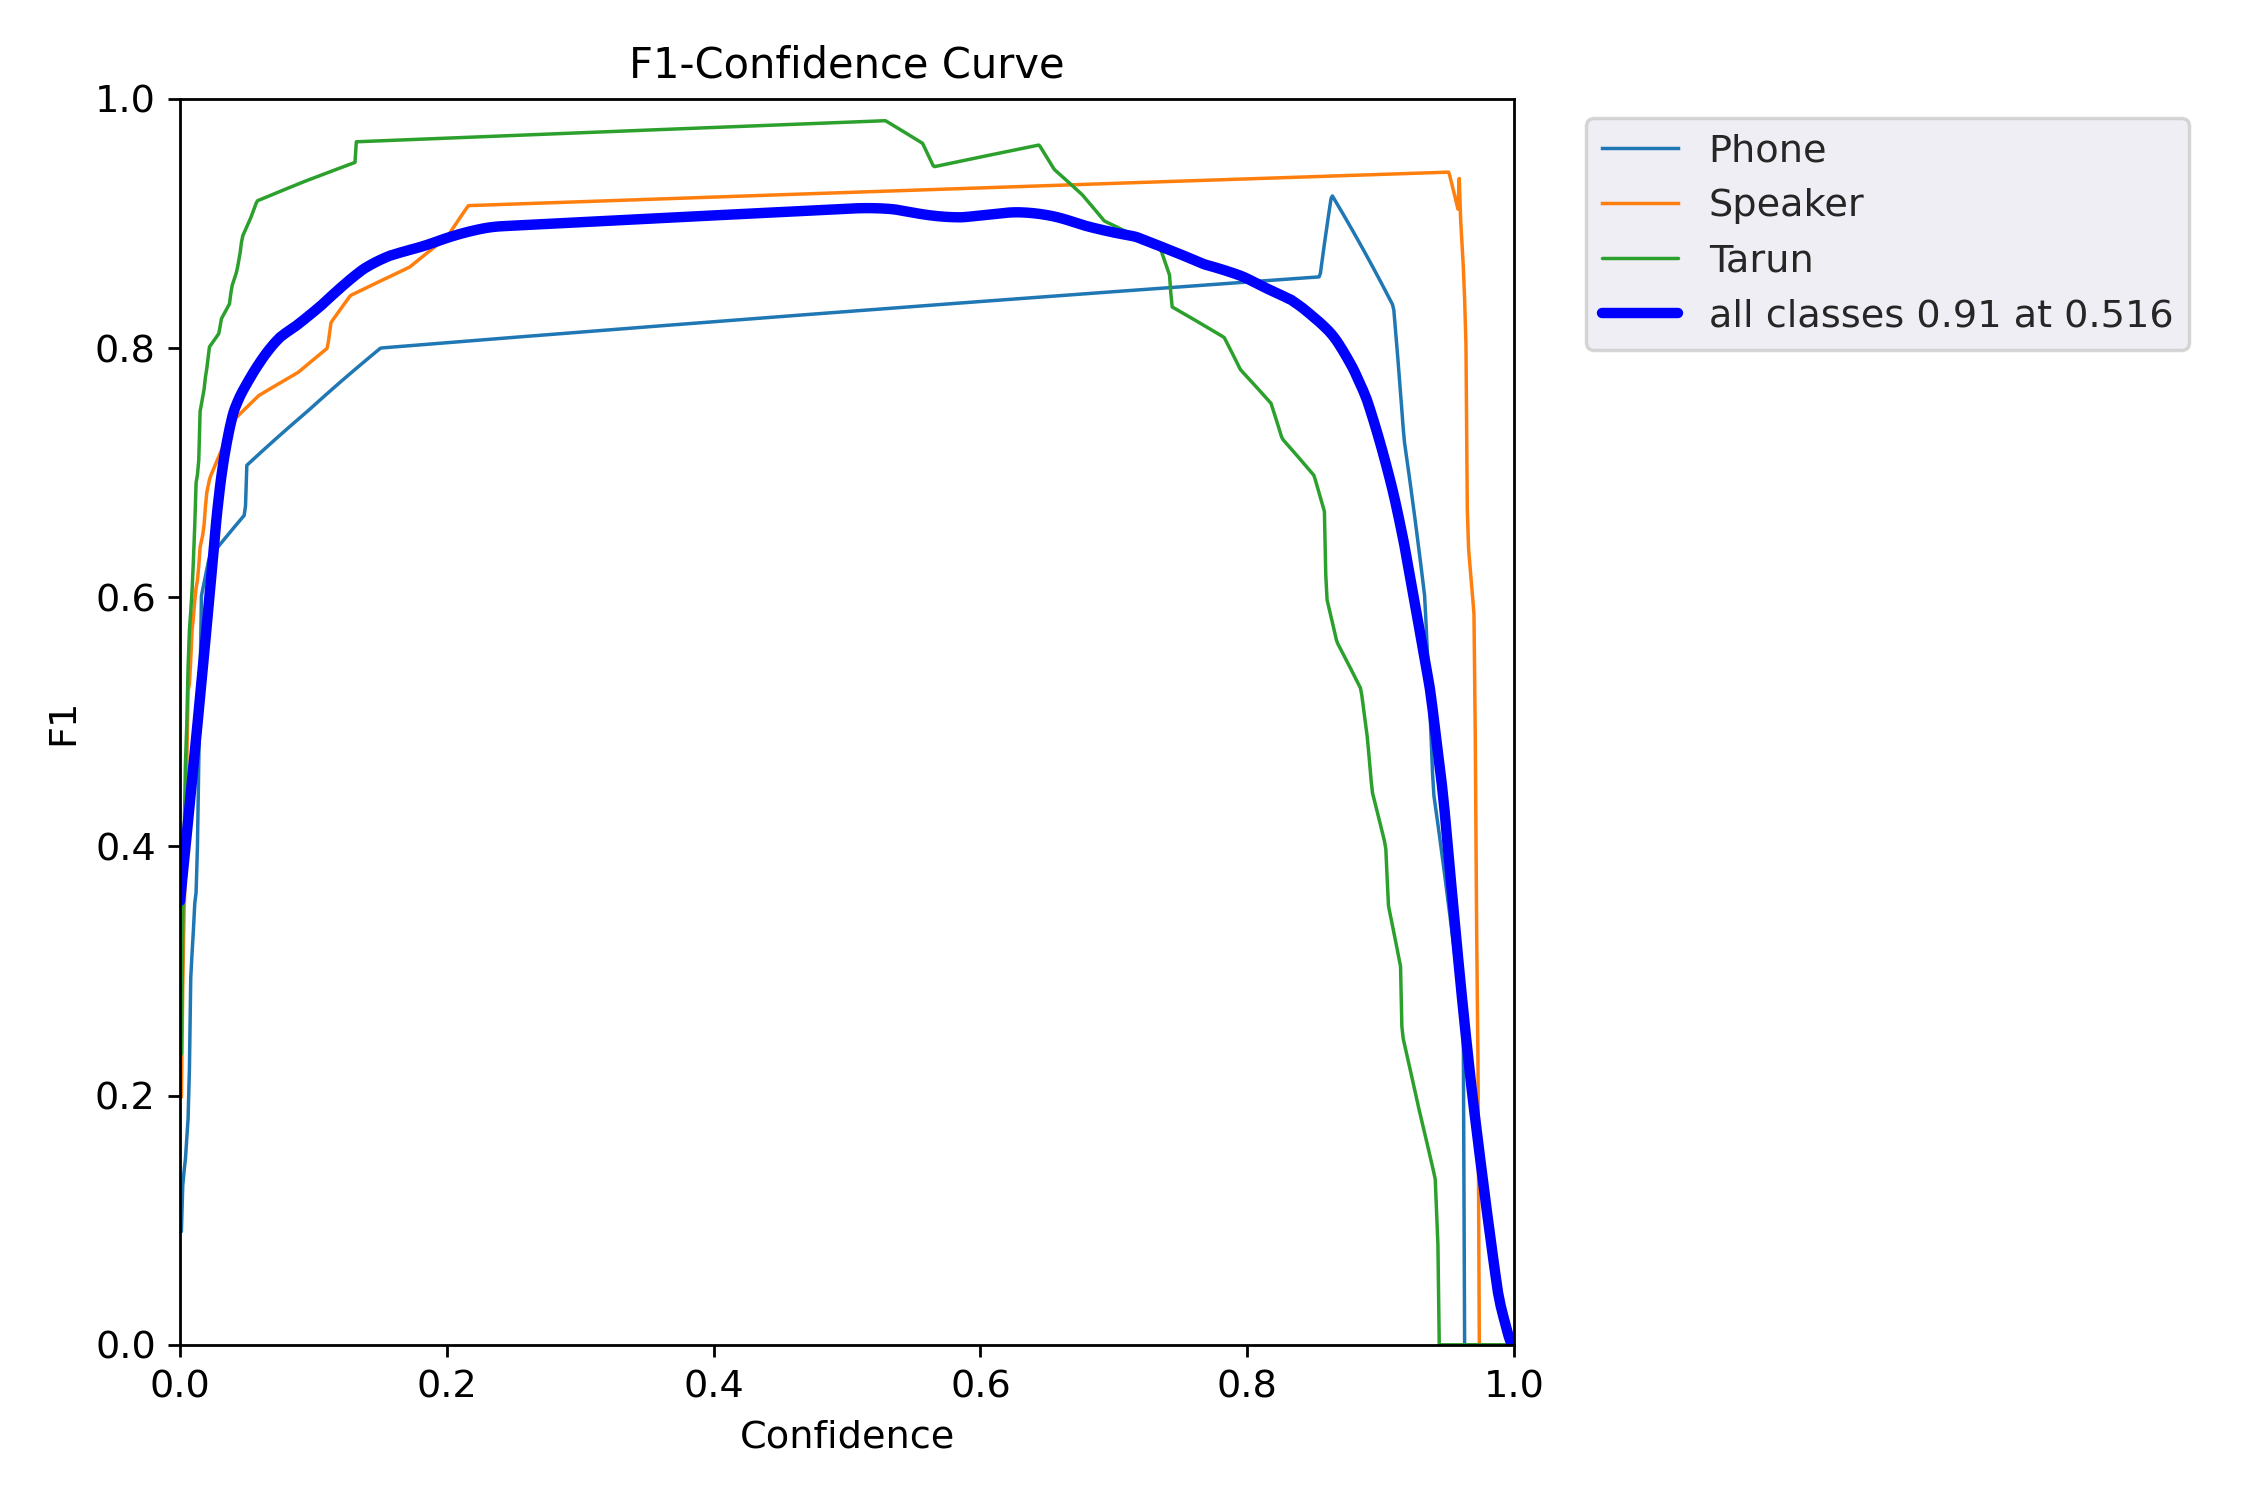 F1-Confidence Curve
1.0
0.8
0.6
0.4
0.2
0.0
F1
0.0 0.2 0.4 0.6 0.8 1.0
Confidence
Phone
Speaker
Tarun
all classes 0.91 at 0.516